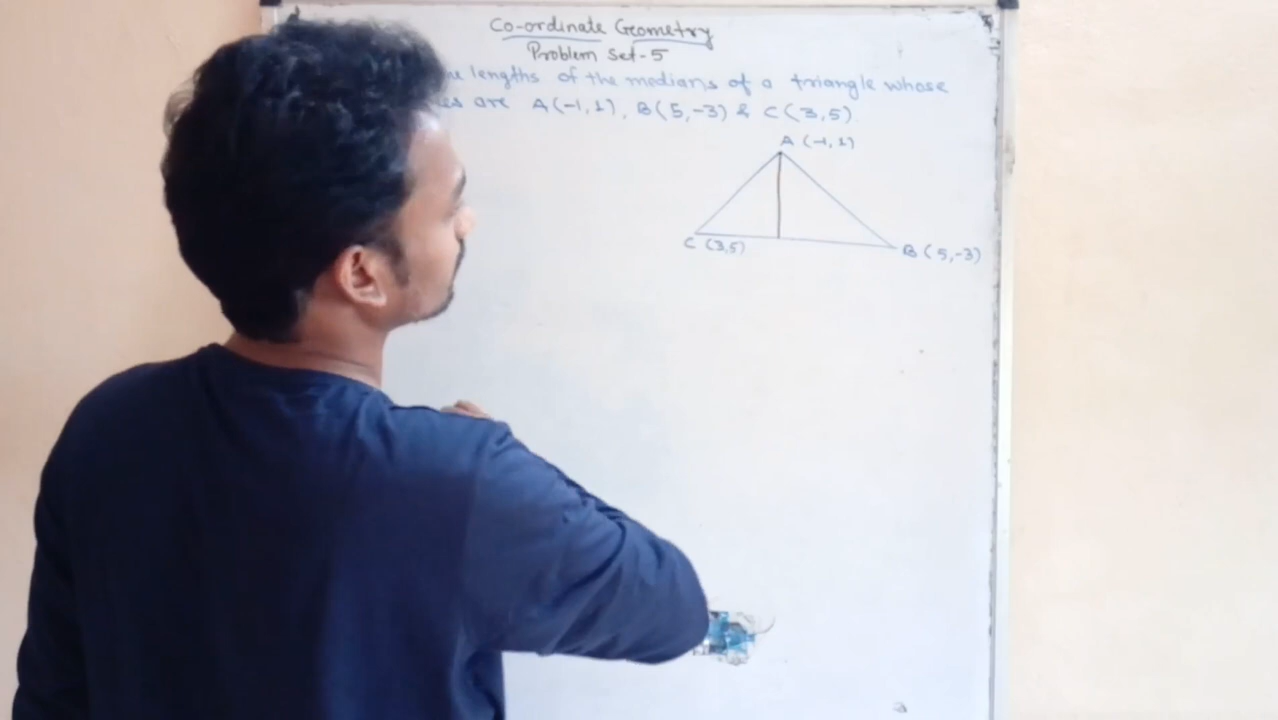 Co-ordinate Geometry
Problem Set-5
lengths of the medians of a triangle whose
are A(-1,1), B(5,-3) & C(3,5)
A (-1,1)
C (3,5)
B (5,-3)